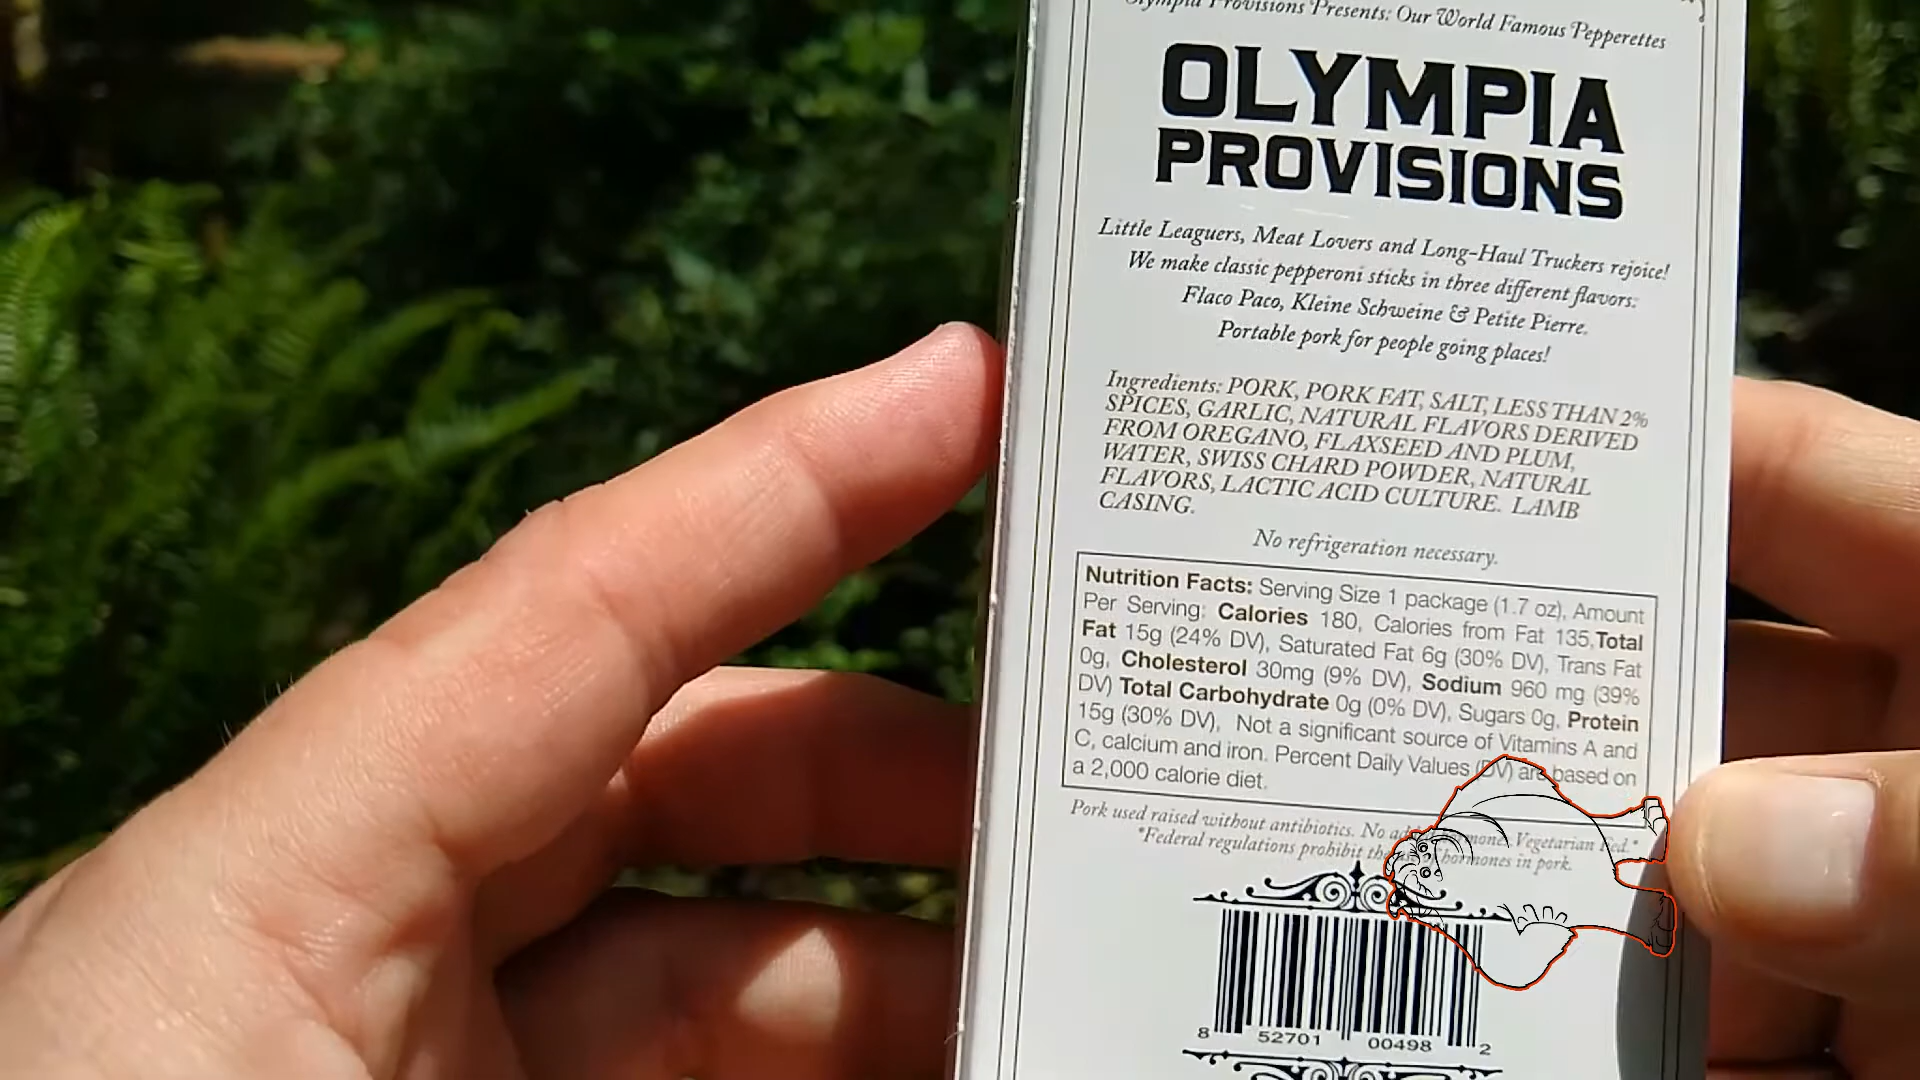 Olympia Provisions Presents: Our World Famous Pepperettes
OLYMPIA
PROVISIONS
Little Leaguers, Meat Lovers and Long-Haul Truckers rejoice!
We make classic pepperoni sticks in three different flavors:
Flaco Paco, Kleine Schweine & Petite Pierre.
Portable pork for people going places!
Ingredients: PORK, PORK FAT, SALT, LESS THAN 2%
SPICES, GARLIC, NATURAL FLAVORS DERIVED
FROM OREGANO, FLAXSEED AND PLUM,
WATER, SWISS CHARD POWDER, NATURAL
FLAVORS, LACTIC ACID CULTURE. LAMB
CASING.
No refrigeration necessary.
Nutrition Facts: Serving Size 1 package (1.7 oz), Amount
Per Serving: Calories 180, Calories from Fat 135,Total
Fat 15g (24% DV), Saturated Fat 6g (30% DV), Trans Fat
0g, Cholesterol 30mg (9% DV), Sodium 960 mg (39%
DV) Total Carbohydrate 0g (0% DV), Sugars 0g, Protein
15g (30% DV), Not a significant source of Vitamins A and
C, calcium and iron. Percent Daily Values (DV) are based on
a 2,000 calorie diet.
Pork used raised without antibiotics. No Vegetarian Fed.*
*Federal regulations prohibit hormones in pork.
8 52701 00498 2